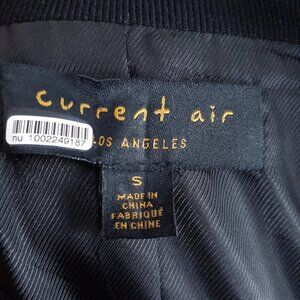 current air
LOS ANGELES
nu 1002249187
S
MADE IN
CHINA
FABRIQUÉ
EN CHINE